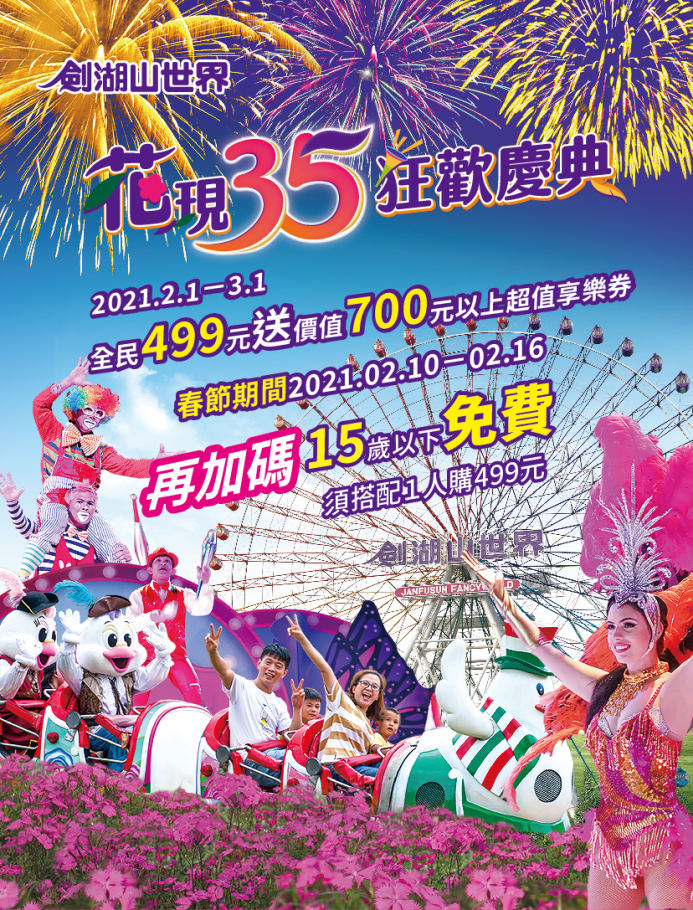 劍湖山世界
花現35狂歡慶典
2021.2.1－3.1
全民499元送價值700元以上超值享樂券
春節期間2021.02.10－02.16
再加碼15歲以下免費
須搭配1人購499元
劍湖山世界
JANFUSUN FANCYWORLD